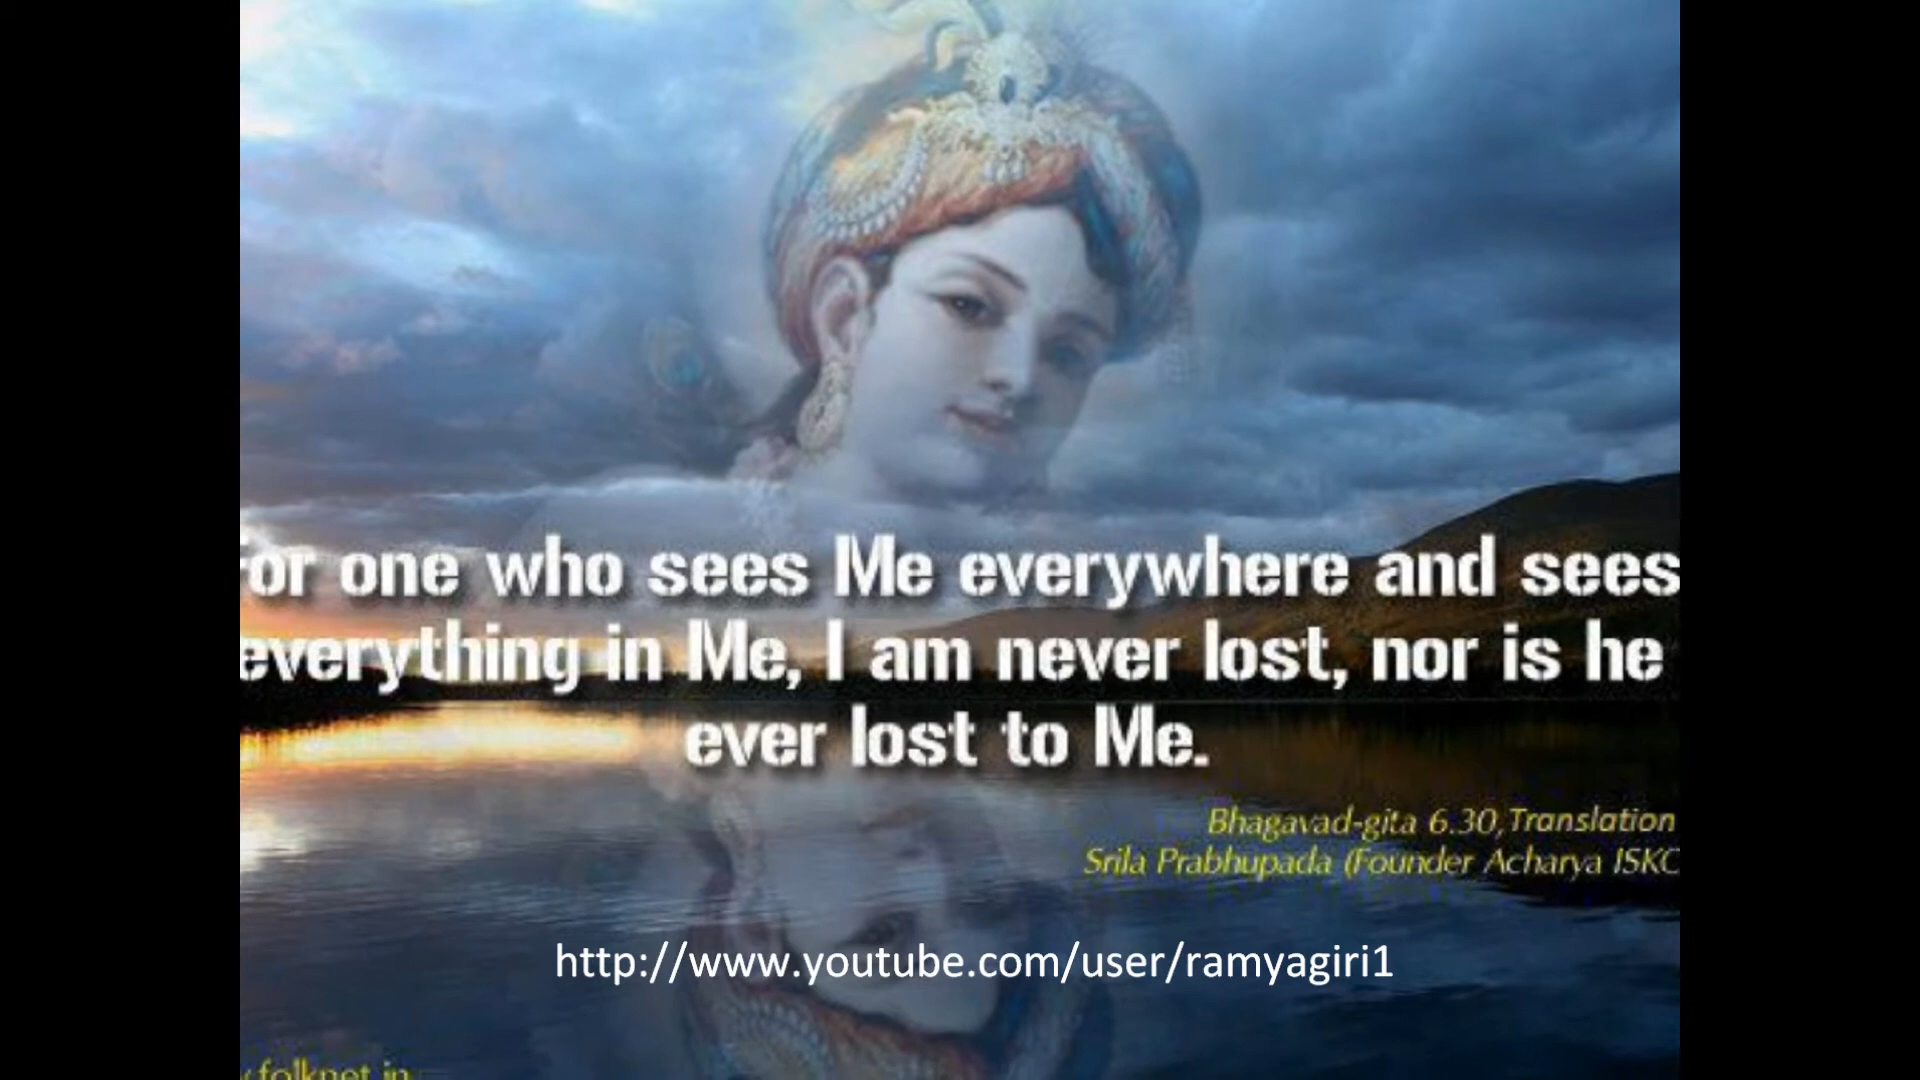 or one who sees Me everywhere and sees
everything in Me, I am never lost, nor is he
ever lost to Me.
Bhagavad-gita 6.30, Translation
Srila Prabhupada (Founder Acharya ISKC
http://www.youtube.com/user/ramyagiri1
.folknet.in